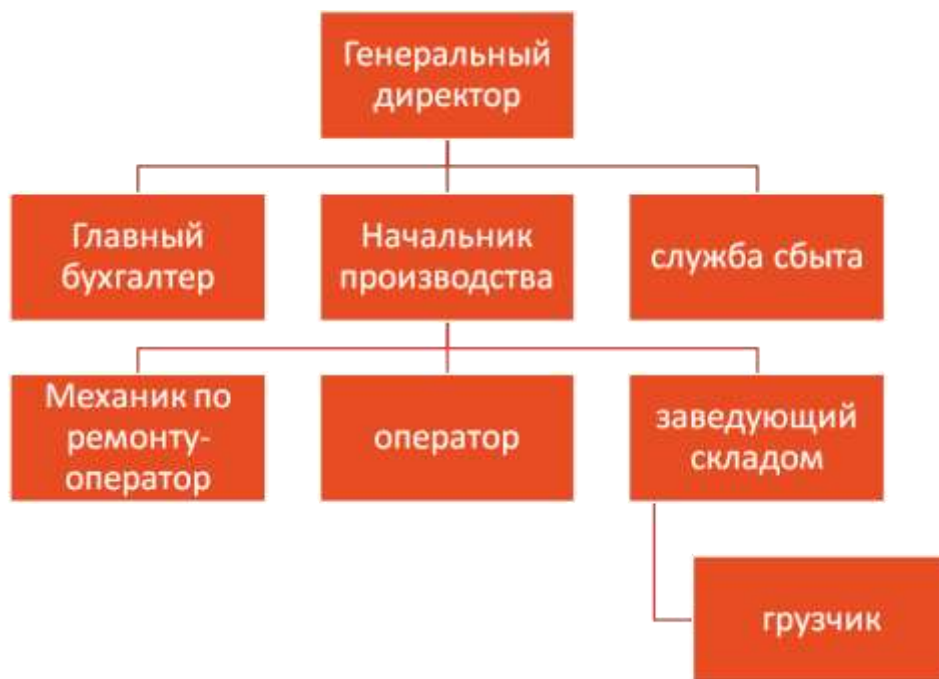 Генеральный
директор
Главный
бухгалтер
Начальник
производства
служба сбыта
Механик по
ремонту-
оператор
оператор
заведующий
складом
грузчик